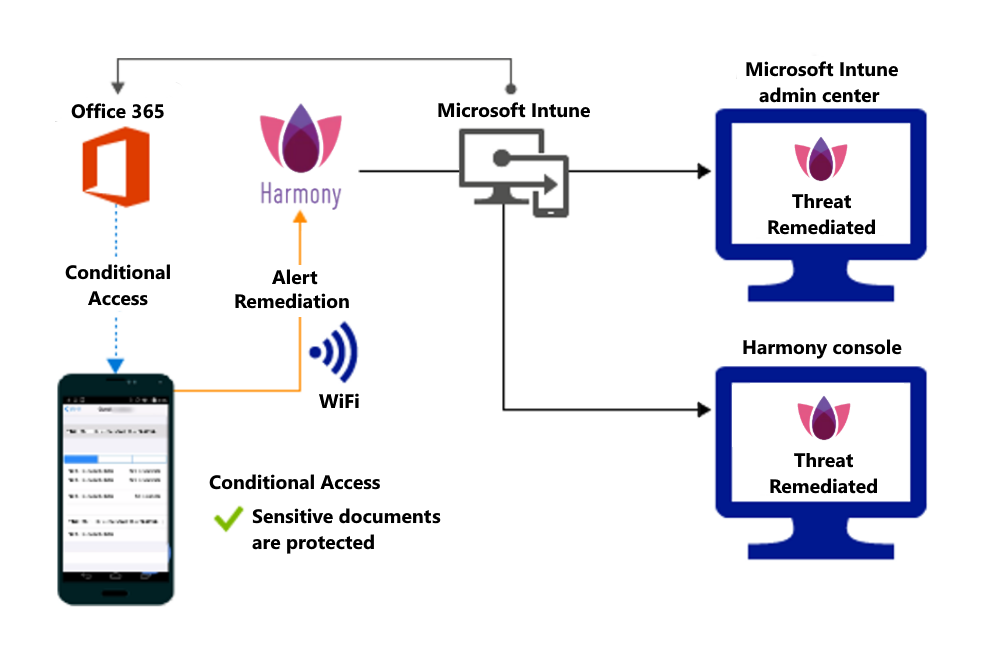 Microsoft Intune
admin center
Office 365
Microsoft Intune
Harmony
Threat
Remediated
Conditional
Access
Alert
Remediation
WiFi
Harmony console
Threat
Remediated
Conditional Access
Sensitive documents
are protected